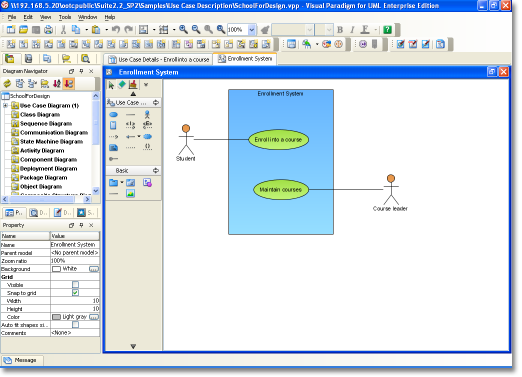 \\192.168.5.20\ootcpublic\Suite2.2_SP2\Samples\Use Case Description\SchoolForDesign.vpp - Visual Paradigm for UML Enterprise Edition
File Edit View Tools Window Help
100%
B I
Use Case Details - Enroll into a course
Enrollment System
Diagram Navigator
Enrollment System
SchoolForDesign
Use Case Diagram (1)
Class Diagram
Sequence Diagram
Communication Diagram
State Machine Diagram
Activity Diagram
Component Diagram
Deployment Diagram
Package Diagram
Object Diagram
Use Case ...
Basic
Enrollment System
Enroll into a course
Student
Maintain courses
Course leader
P..
D..
D..
S..
Property
Name Value
Name Enrollment System
Parent model <No parent model>
Zoom ratio 100%
Background White
Grid
Visible
Snap to grid
Width 10
Height 10
Color Light gray
Auto fit shapes si...
Comments <None>
Message